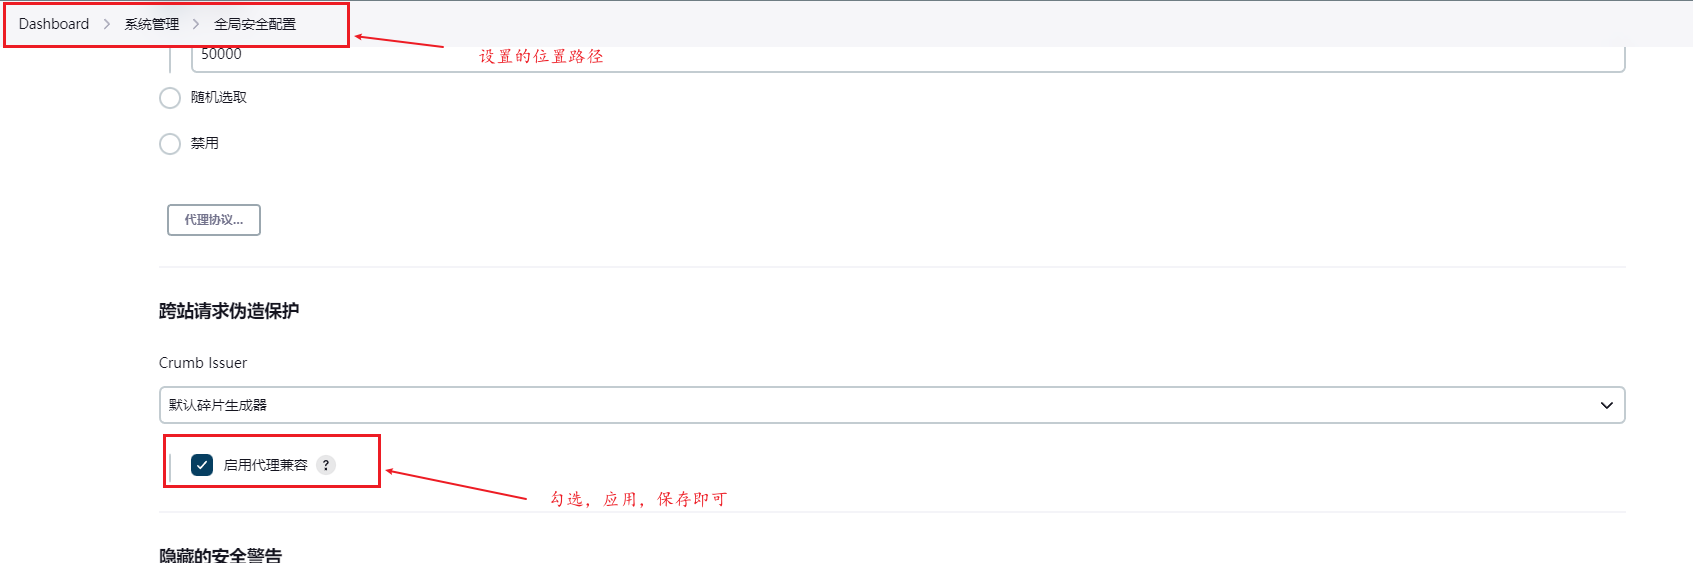 Dashboard > 系统管理 > 全局安全配置
50000
设置的位置路径
随机选取
禁用
代理协议...
跨站请求伪造保护
Crumb Issuer
默认碎片生成器
启用代理兼容 ?
勾选，应用，保存即可
隐藏的安全警告